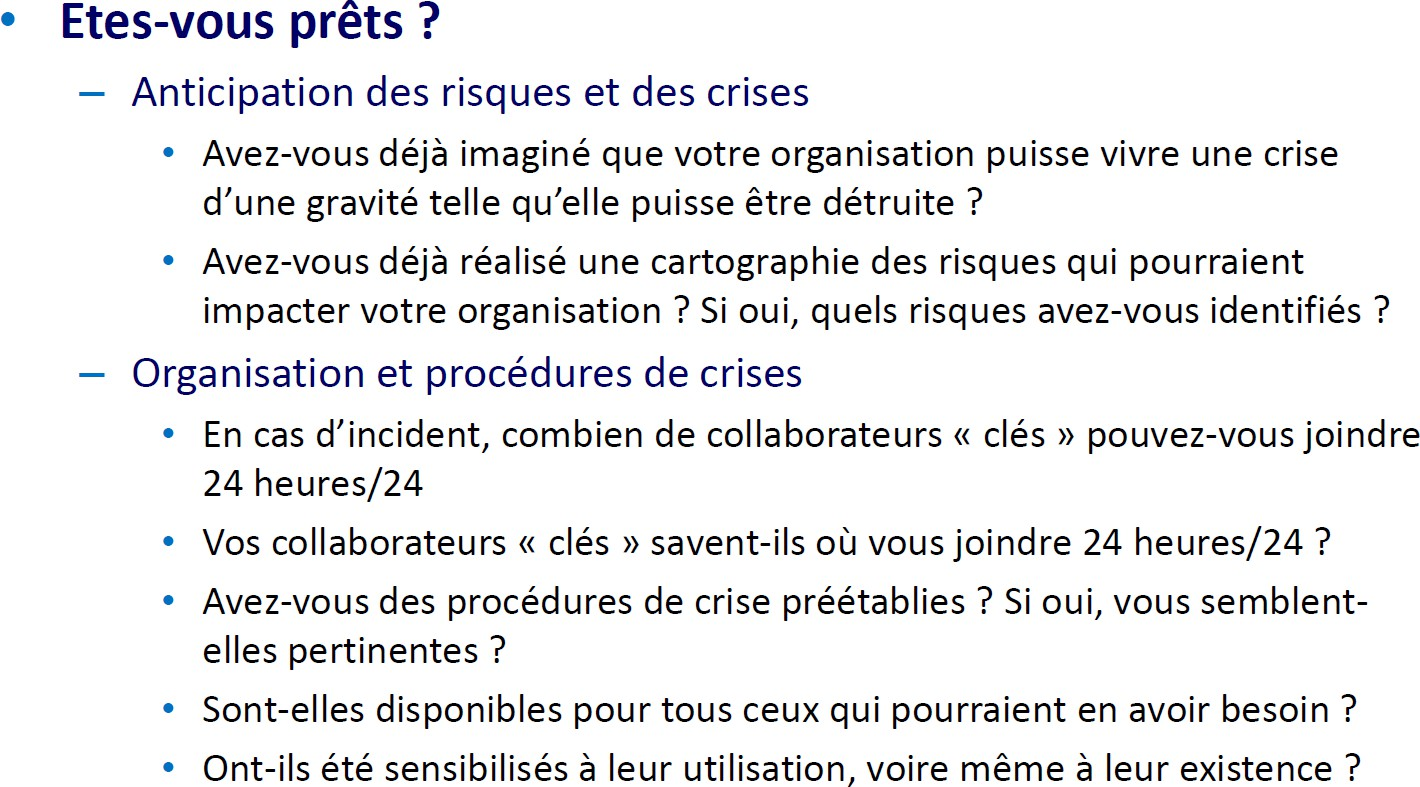 • Etes-vous prêts ?
– Anticipation des risques et des crises
• Avez-vous déjà imaginé que votre organisation puisse vivre une crise
d’une gravité telle qu’elle puisse être détruite ?
• Avez-vous déjà réalisé une cartographie des risques qui pourraient
impacter votre organisation ? Si oui, quels risques avez-vous identifiés ?
– Organisation et procédures de crises
• En cas d’incident, combien de collaborateurs « clés » pouvez-vous joindre
24 heures/24
• Vos collaborateurs « clés » savent-ils où vous joindre 24 heures/24 ?
• Avez-vous des procédures de crise préétablies ? Si oui, vous semblent-
elles pertinentes ?
• Sont-elles disponibles pour tous ceux qui pourraient en avoir besoin ?
• Ont-ils été sensibilisés à leur utilisation, voire même à leur existence ?